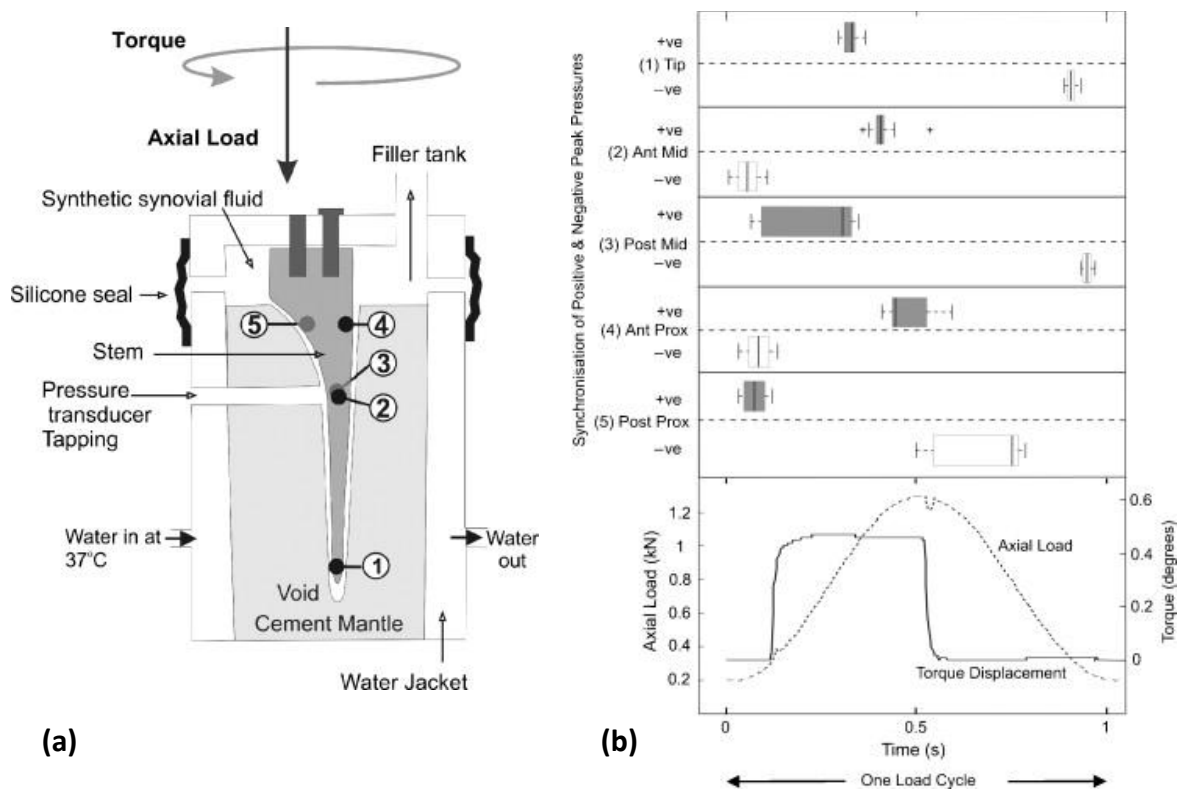 Torque
Axial Load
Filler tank
Synthetic synovial fluid
Silicone seal
5
4
Stem
3
Pressure
transducer
Tapping
2
Water in at
37°C
Water
out
1
Void
Cement Mantle
Water Jacket
(a)
Synchronisation of Positive & Negative Peak Pressures
+ve
(1) Tip
−ve
+ve
(2) Ant Mid
−ve
+ve
(3) Post Mid
−ve
+ve
(4) Ant Prox
−ve
+ve
(5) Post Prox
−ve
Axial Load (kN)
1.2
1
0.8
0.6
0.4
0.2
Axial Load
Torque Displacement
0.6
0.4
0.2
0
Torque (degrees)
0
0.5
1
Time (s)
One Load Cycle
(b)